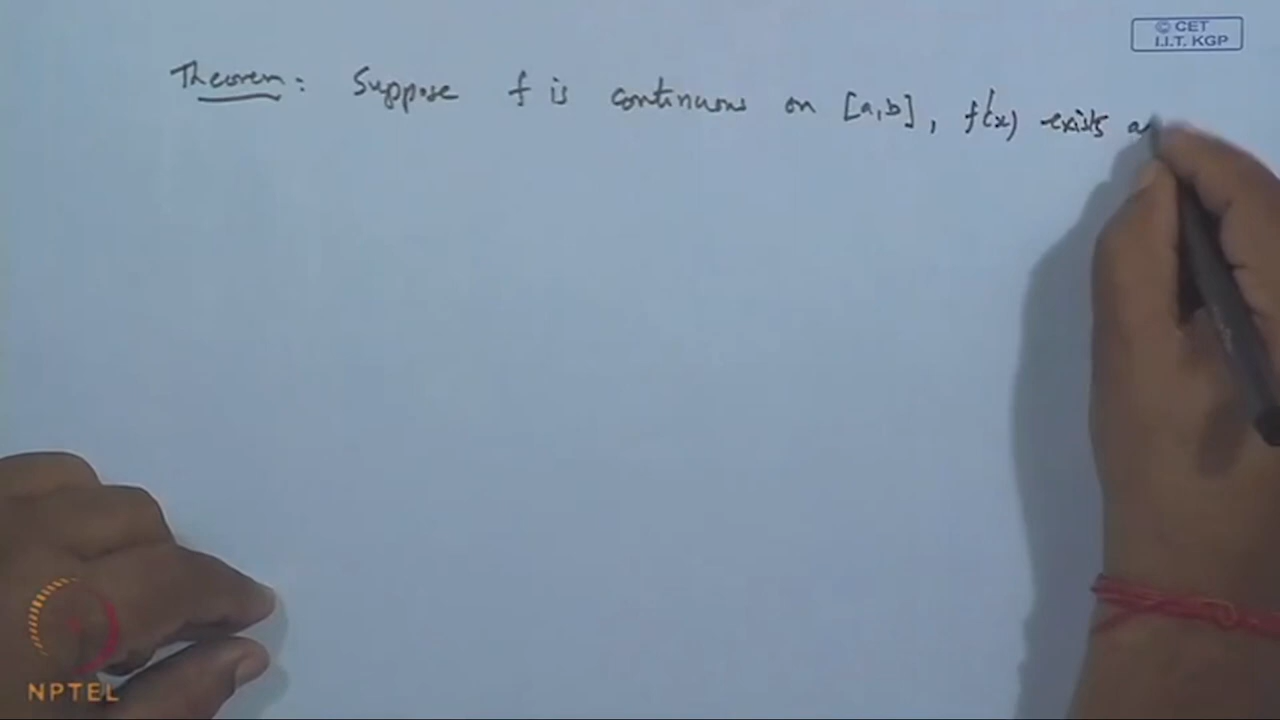 © CET
I.I.T. KGP
Theorem: Suppose f is continuous on [a,b], f'(x) exists
NPTEL